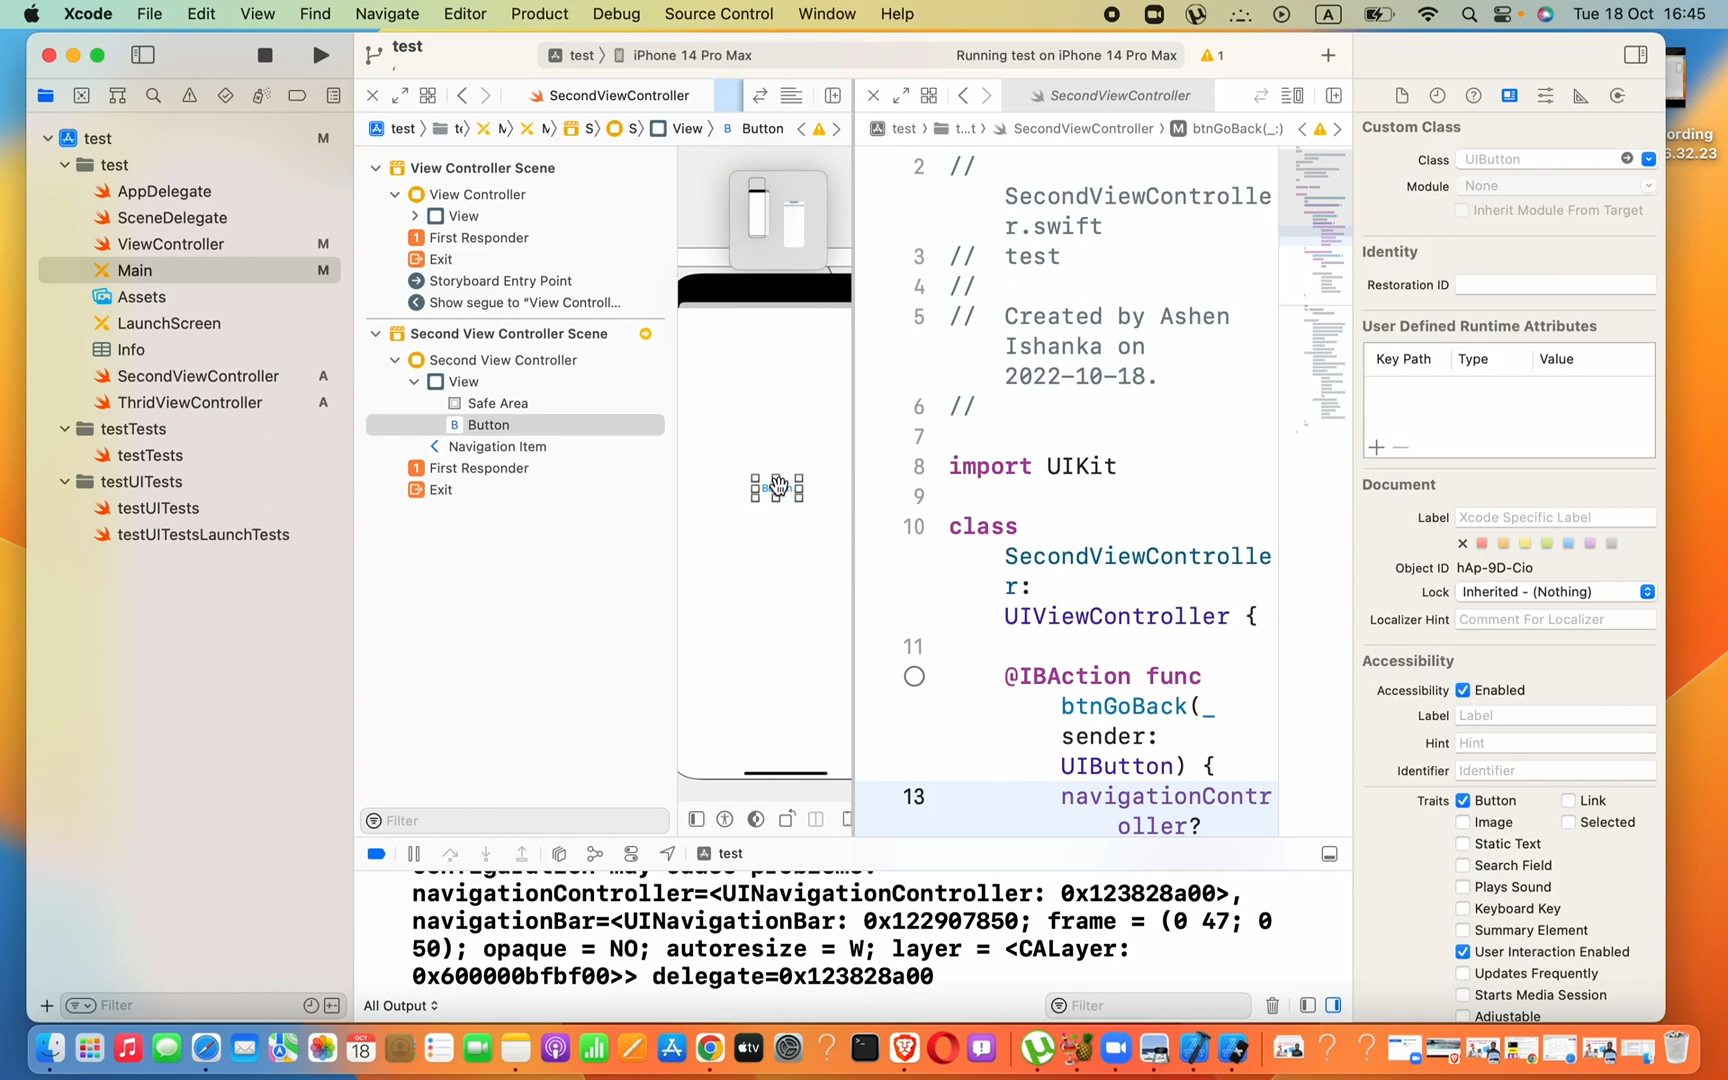 Xcode File Edit View Find Navigate Editor Product Debug Source Control Window Help A Tue 18 Oct 16:45
test
test iPhone 14 Pro Max Running test on iPhone 14 Pro Max 1
SecondViewController
SecondViewController
test View Button
test t...t SecondViewController M btnGoBack(_:)
test M
test
AppDelegate
SceneDelegate
ViewController M
Main M
Assets
LaunchScreen
Info
SecondViewController A
ThridViewController A
testTests
testTests
testUITests
testUITests
testUITestsLaunchTests
Filter
View Controller Scene
View Controller
View
First Responder
Exit
Storyboard Entry Point
Show segue to “View Controll...
Second View Controller Scene
Second View Controller
View
Safe Area
B Button
Navigation Item
First Responder
Exit
Filter
2 //
SecondViewControlle
r.swift
3 // test
4 //
5 // Created by Ashen
Ishanka on
2022-10-18.
6 //
7
8 import UIKit
9
10 class
SecondViewControlle
r:
UIViewController {
11
@IBAction func
btnGoBack(_
sender:
UIButton) {
13 navigationContr
oller?
test
navigationController=<UINavigationController: 0x123828a00>,
navigationBar=<UINavigationBar: 0x122907850; frame = (0 47; 0
50); opaque = NO; autoresize = W; layer = <CALayer:
0x600000bfbf00>> delegate=0x123828a00
All Output
Filter
Custom Class
Class UIButton
Module None
Inherit Module From Target
Identity
Restoration ID
User Defined Runtime Attributes
Key Path Type Value
Document
Label Xcode Specific Label
Object ID hAp-9D-Cio
Lock Inherited - (Nothing)
Localizer Hint Comment For Localizer
Accessibility
Accessibility Enabled
Label Label
Hint Hint
Identifier Identifier
Traits Button Link
Image Selected
Static Text
Search Field
Plays Sound
Keyboard Key
Summary Element
User Interaction Enabled
Updates Frequently
Starts Media Session
Adjustable
ording
6.32.23
OCT
18
tv